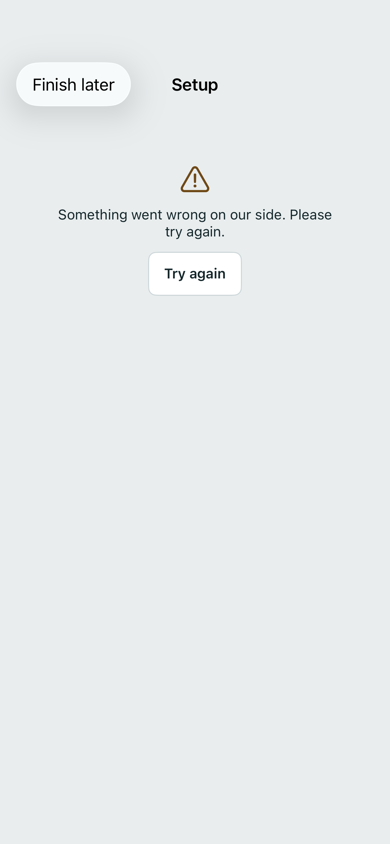 Finish later
Setup
Something went wrong on our side. Please
try again.
Try again